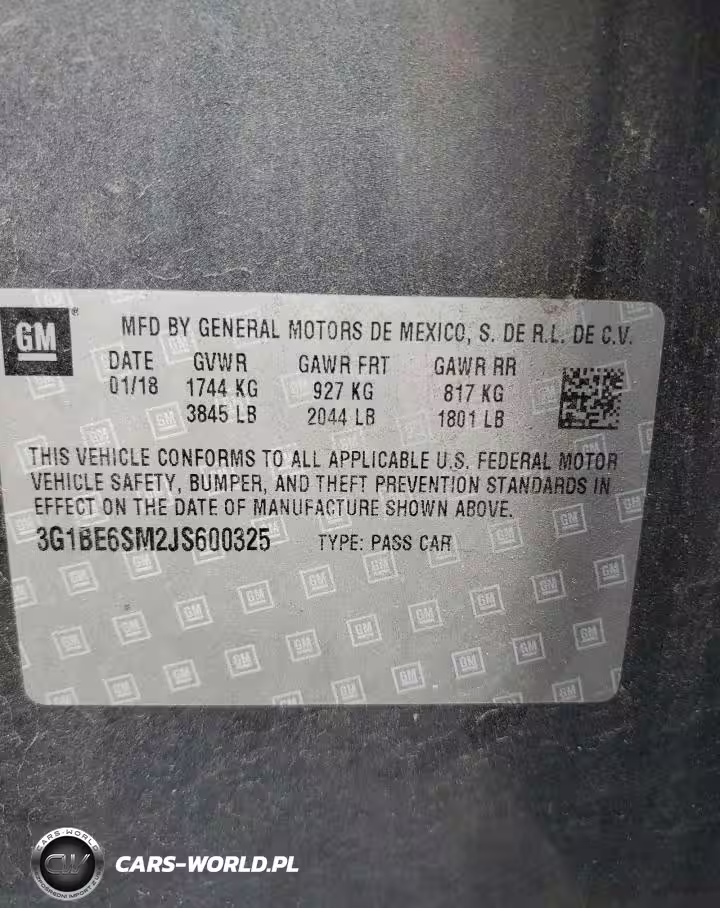 GM ®
MFD BY GENERAL MOTORS DE MEXICO, S. DE R.L. DE C.V.
DATE GVWR GAWR FRT GAWR RR
01/18 1744 KG 927 KG 817 KG
3845 LB 2044 LB 1801 LB
THIS VEHICLE CONFORMS TO ALL APPLICABLE U.S. FEDERAL MOTOR
VEHICLE SAFETY, BUMPER, AND THEFT PREVENTION STANDARDS IN
EFFECT ON THE DATE OF MANUFACTURE SHOWN ABOVE.
3G1BE6SM2JS600325 TYPE: PASS CAR
CARS-WORLD
CARS-WORLD.PL